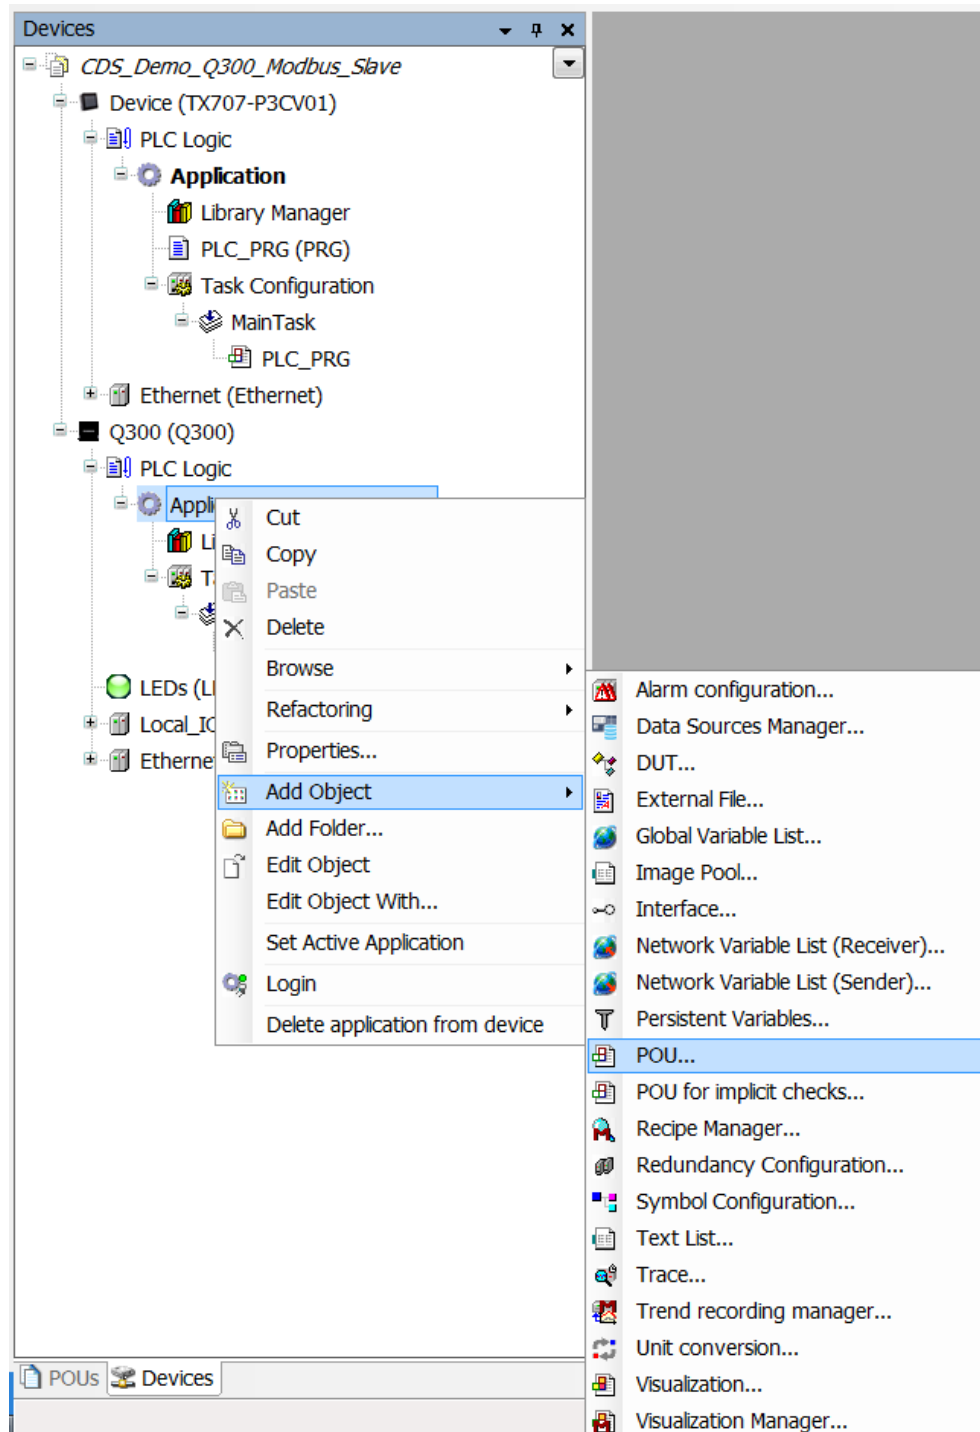 Devices
CDS_Demo_Q300_Modbus_Slave
Device (TX707-P3CV01)
PLC Logic
Application
Library Manager
PLC_PRG (PRG)
Task Configuration
MainTask
PLC_PRG
Ethernet (Ethernet)
Q300 (Q300)
PLC Logic
Appli
Li
T
LEDs (L
Local_IO
Etherne
Cut
Copy
Paste
Delete
Browse
Refactoring
Properties...
Add Object
Add Folder...
Edit Object
Edit Object With...
Set Active Application
Login
Delete application from device
Alarm configuration...
Data Sources Manager...
DUT...
External File...
Global Variable List...
Image Pool...
Interface...
Network Variable List (Receiver)...
Network Variable List (Sender)...
Persistent Variables...
POU...
POU for implicit checks...
Recipe Manager...
Redundancy Configuration...
Symbol Configuration...
Text List...
Trace...
Trend recording manager...
Unit conversion...
Visualization...
Visualization Manager...
POUs
Devices